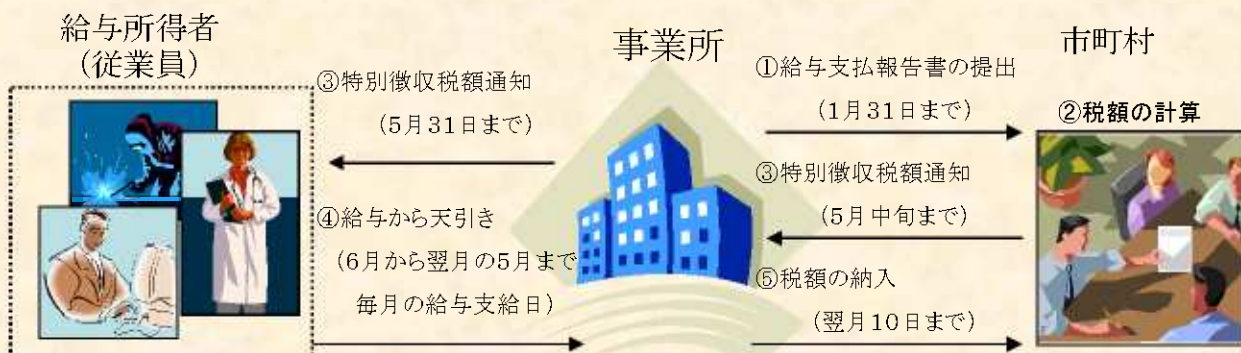 給与所得者
(従業員)
事業所
市町村
③特別徴収税額通知
(5月31日まで)
①給与支払報告書の提出
(1月31日まで)
②税額の計算
③特別徴収税額通知
(5月中旬まで)
④給与から天引き
(6月から翌月の5月まで
毎月の給与支給日)
⑤税額の納入
(翌月10日まで)